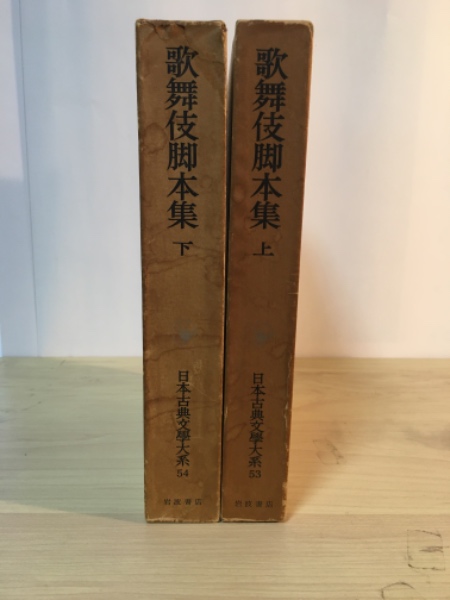 歌舞伎脚本集 上
日本古典文學大系 53
岩波書店
歌舞伎脚本集 下
日本古典文學大系 54
岩波書店